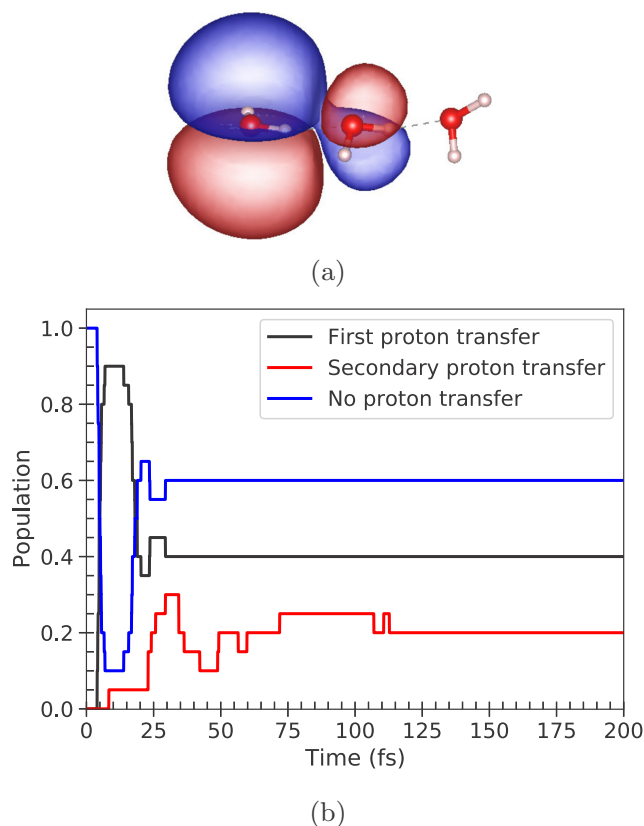 (a)
First proton transfer
Secondary proton transfer
No proton transfer
Population
1.0
0.8
0.6
0.4
0.2
0.0
0 25 50 75 100 125 150 175 200
Time (fs)
(b)